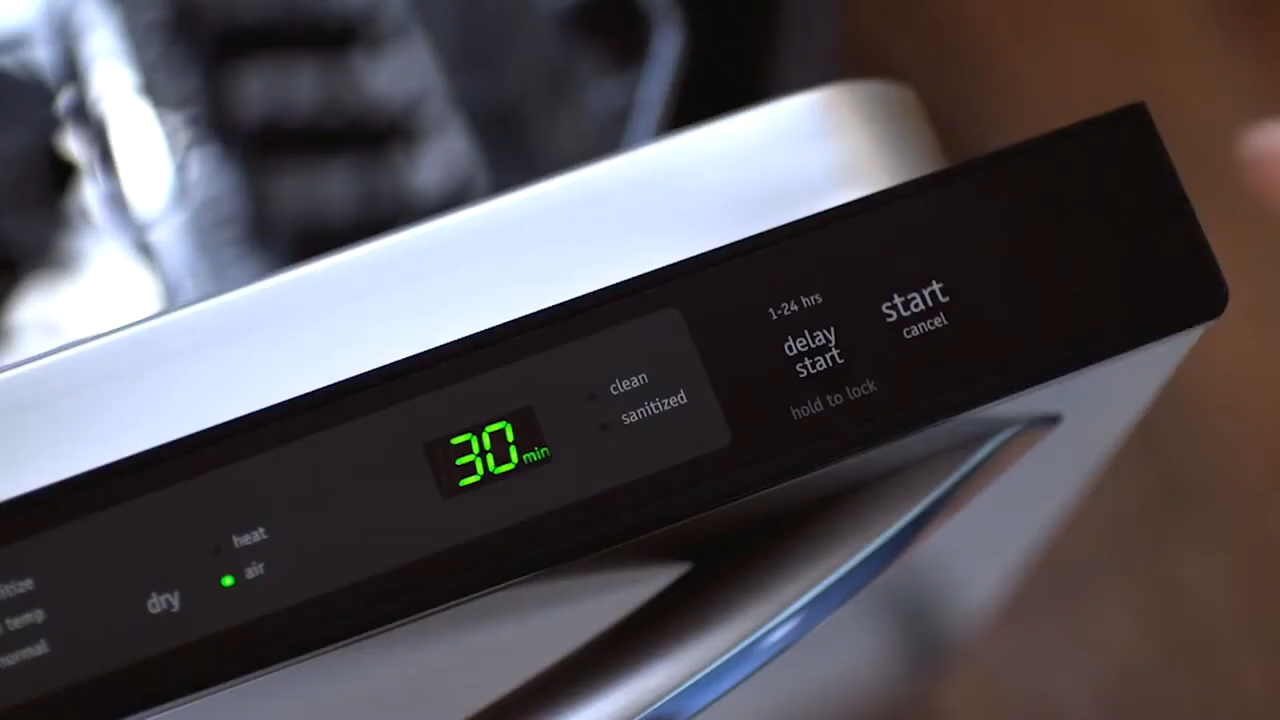 itize
temp
normal
dry
heat
air
30 min
clean
sanitized
1-24 hrs
delay
start
hold to lock
start
cancel